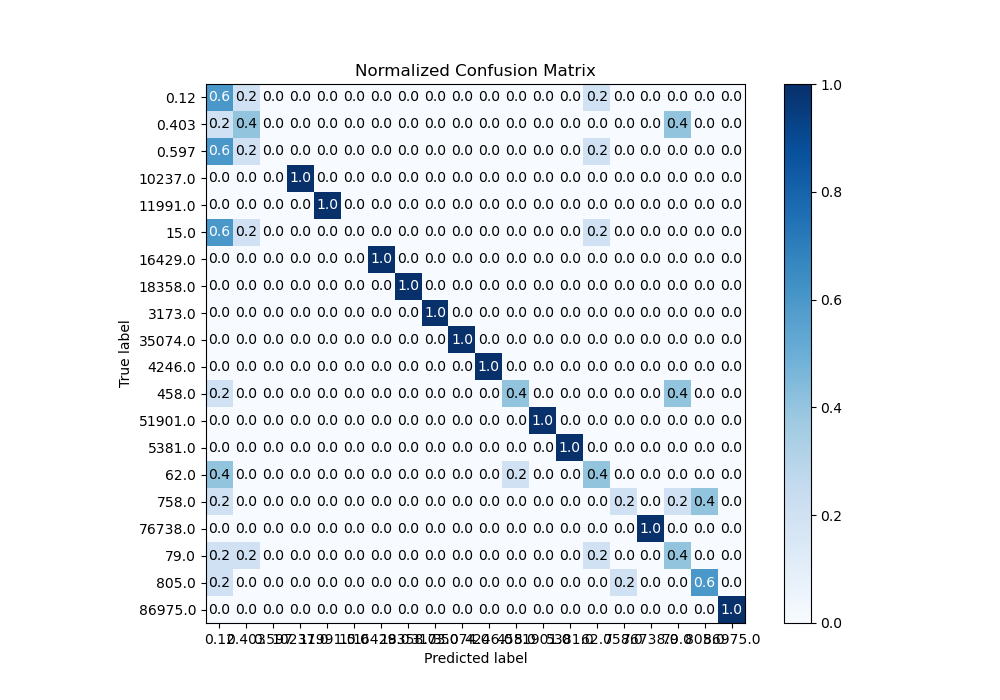 Normalized Confusion Matrix
0.12 0.6 0.2 0.0 0.0 0.0 0.0 0.0 0.0 0.0 0.0 0.0 0.0 0.0 0.0 0.2 0.0 0.0 0.0 0.0 0.0
0.403 0.2 0.4 0.0 0.0 0.0 0.0 0.0 0.0 0.0 0.0 0.0 0.0 0.0 0.0 0.0 0.0 0.0 0.4 0.0 0.0
0.597 0.6 0.2 0.0 0.0 0.0 0.0 0.0 0.0 0.0 0.0 0.0 0.0 0.0 0.0 0.2 0.0 0.0 0.0 0.0 0.0
10237.0 0.0 0.0 0.0 1.0 0.0 0.0 0.0 0.0 0.0 0.0 0.0 0.0 0.0 0.0 0.0 0.0 0.0 0.0 0.0 0.0
11991.0 0.0 0.0 0.0 0.0 1.0 0.0 0.0 0.0 0.0 0.0 0.0 0.0 0.0 0.0 0.0 0.0 0.0 0.0 0.0 0.0
15.0 0.6 0.2 0.0 0.0 0.0 0.0 0.0 0.0 0.0 0.0 0.0 0.0 0.0 0.0 0.2 0.0 0.0 0.0 0.0 0.0
16429.0 0.0 0.0 0.0 0.0 0.0 0.0 1.0 0.0 0.0 0.0 0.0 0.0 0.0 0.0 0.0 0.0 0.0 0.0 0.0 0.0
18358.0 0.0 0.0 0.0 0.0 0.0 0.0 0.0 1.0 0.0 0.0 0.0 0.0 0.0 0.0 0.0 0.0 0.0 0.0 0.0 0.0
3173.0 0.0 0.0 0.0 0.0 0.0 0.0 0.0 0.0 1.0 0.0 0.0 0.0 0.0 0.0 0.0 0.0 0.0 0.0 0.0 0.0
35074.0 0.0 0.0 0.0 0.0 0.0 0.0 0.0 0.0 0.0 1.0 0.0 0.0 0.0 0.0 0.0 0.0 0.0 0.0 0.0 0.0
4246.0 0.0 0.0 0.0 0.0 0.0 0.0 0.0 0.0 0.0 0.0 1.0 0.0 0.0 0.0 0.0 0.0 0.0 0.0 0.0 0.0
458.0 0.2 0.0 0.0 0.0 0.0 0.0 0.0 0.0 0.0 0.0 0.0 0.4 0.0 0.0 0.0 0.0 0.0 0.4 0.0 0.0
51901.0 0.0 0.0 0.0 0.0 0.0 0.0 0.0 0.0 0.0 0.0 0.0 0.0 1.0 0.0 0.0 0.0 0.0 0.0 0.0 0.0
5381.0 0.0 0.0 0.0 0.0 0.0 0.0 0.0 0.0 0.0 0.0 0.0 0.0 0.0 1.0 0.0 0.0 0.0 0.0 0.0 0.0
62.0 0.4 0.0 0.0 0.0 0.0 0.0 0.0 0.0 0.0 0.0 0.0 0.2 0.0 0.0 0.4 0.0 0.0 0.0 0.0 0.0
758.0 0.2 0.0 0.0 0.0 0.0 0.0 0.0 0.0 0.0 0.0 0.0 0.0 0.0 0.0 0.0 0.2 0.0 0.2 0.4 0.0
76738.0 0.0 0.0 0.0 0.0 0.0 0.0 0.0 0.0 0.0 0.0 0.0 0.0 0.0 0.0 0.0 0.0 1.0 0.0 0.0 0.0
79.0 0.2 0.2 0.0 0.0 0.0 0.0 0.0 0.0 0.0 0.0 0.0 0.0 0.0 0.0 0.2 0.0 0.0 0.4 0.0 0.0
805.0 0.2 0.0 0.0 0.0 0.0 0.0 0.0 0.0 0.0 0.0 0.0 0.0 0.0 0.0 0.0 0.2 0.0 0.0 0.6 0.0
86975.0 0.0 0.0 0.0 0.0 0.0 0.0 0.0 0.0 0.0 0.0 0.0 0.0 0.0 0.0 0.0 0.0 0.0 0.0 0.0 1.0
True label
Predicted label
1.0
0.8
0.6
0.4
0.2
0.0